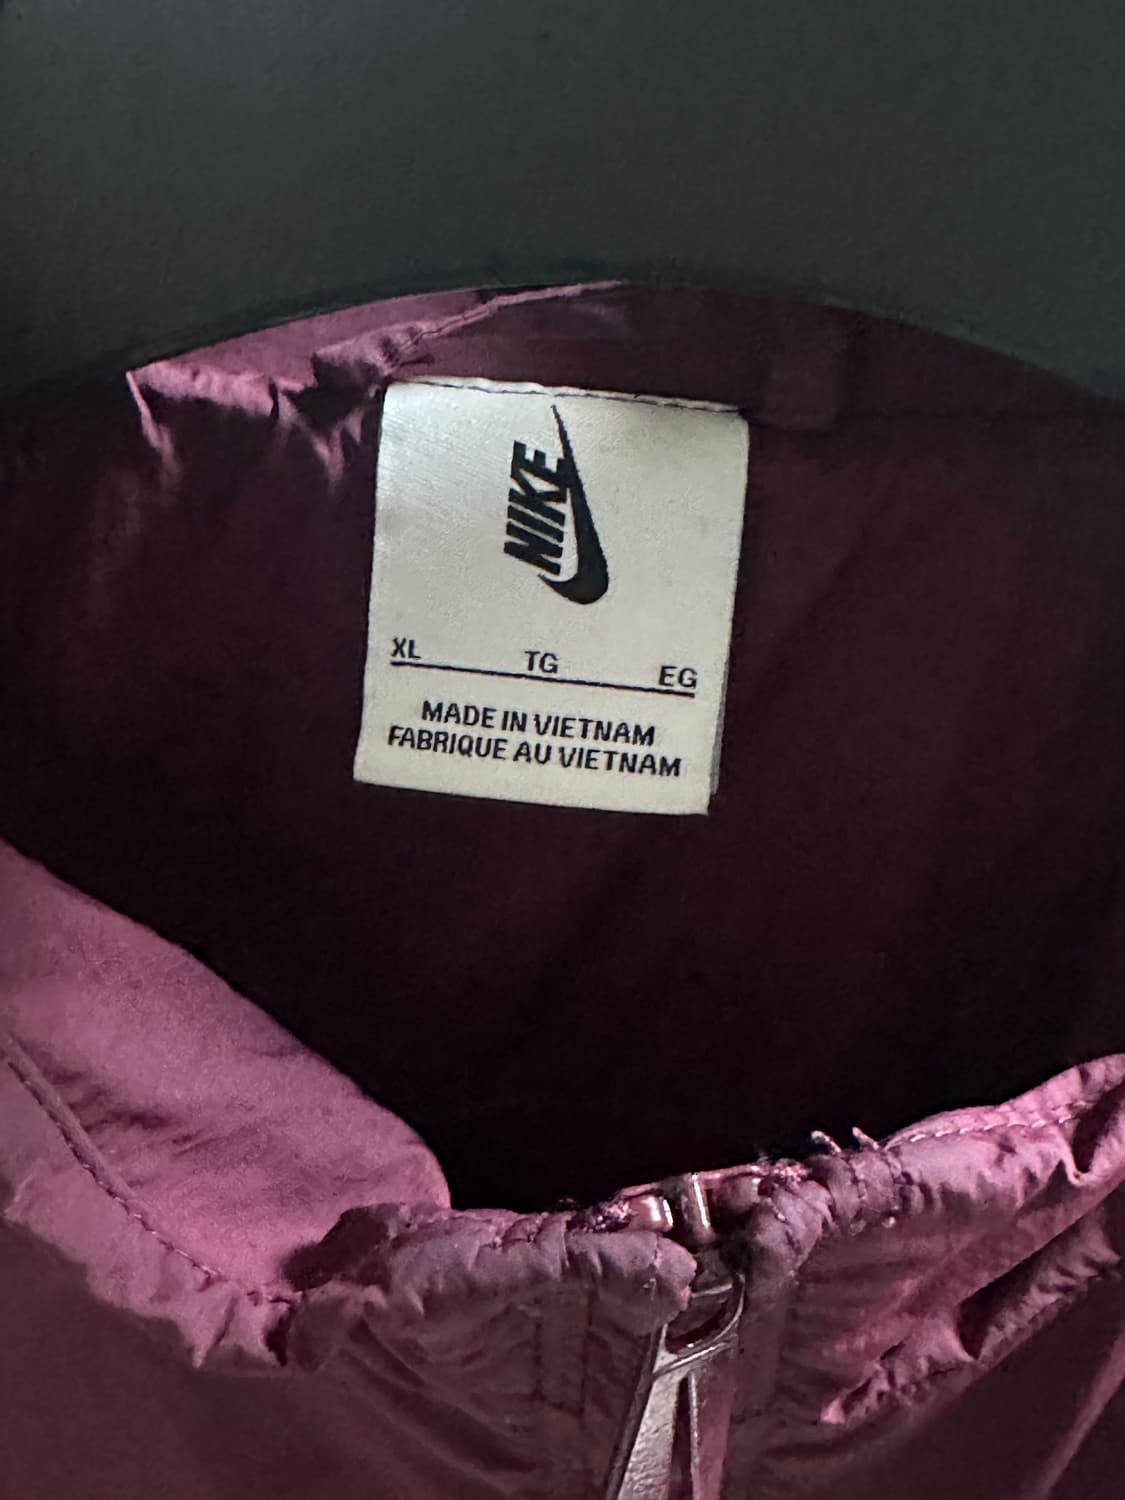 NIKE
XL TG EG
MADE IN VIETNAM
FABRIQUE AU VIETNAM